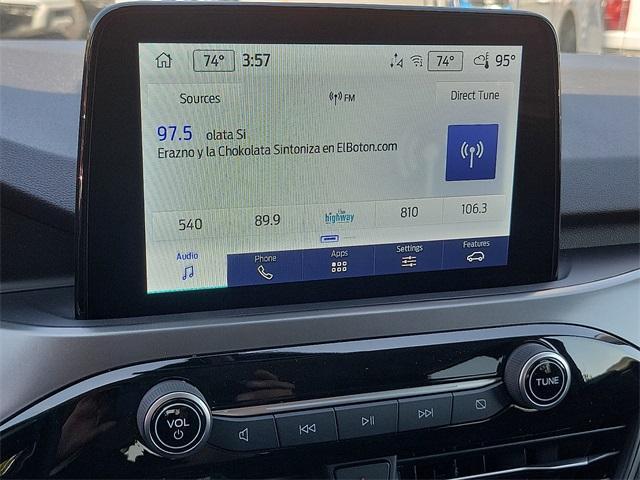 74° 3:57 74° 95°
Sources FM Direct Tune
97.5 olata Si
Erazno y la Chokolata Sintoniza en ElBoton.com
540 89.9 the highway 810 106.3
Audio Phone Apps Settings Features
VOL TUNE